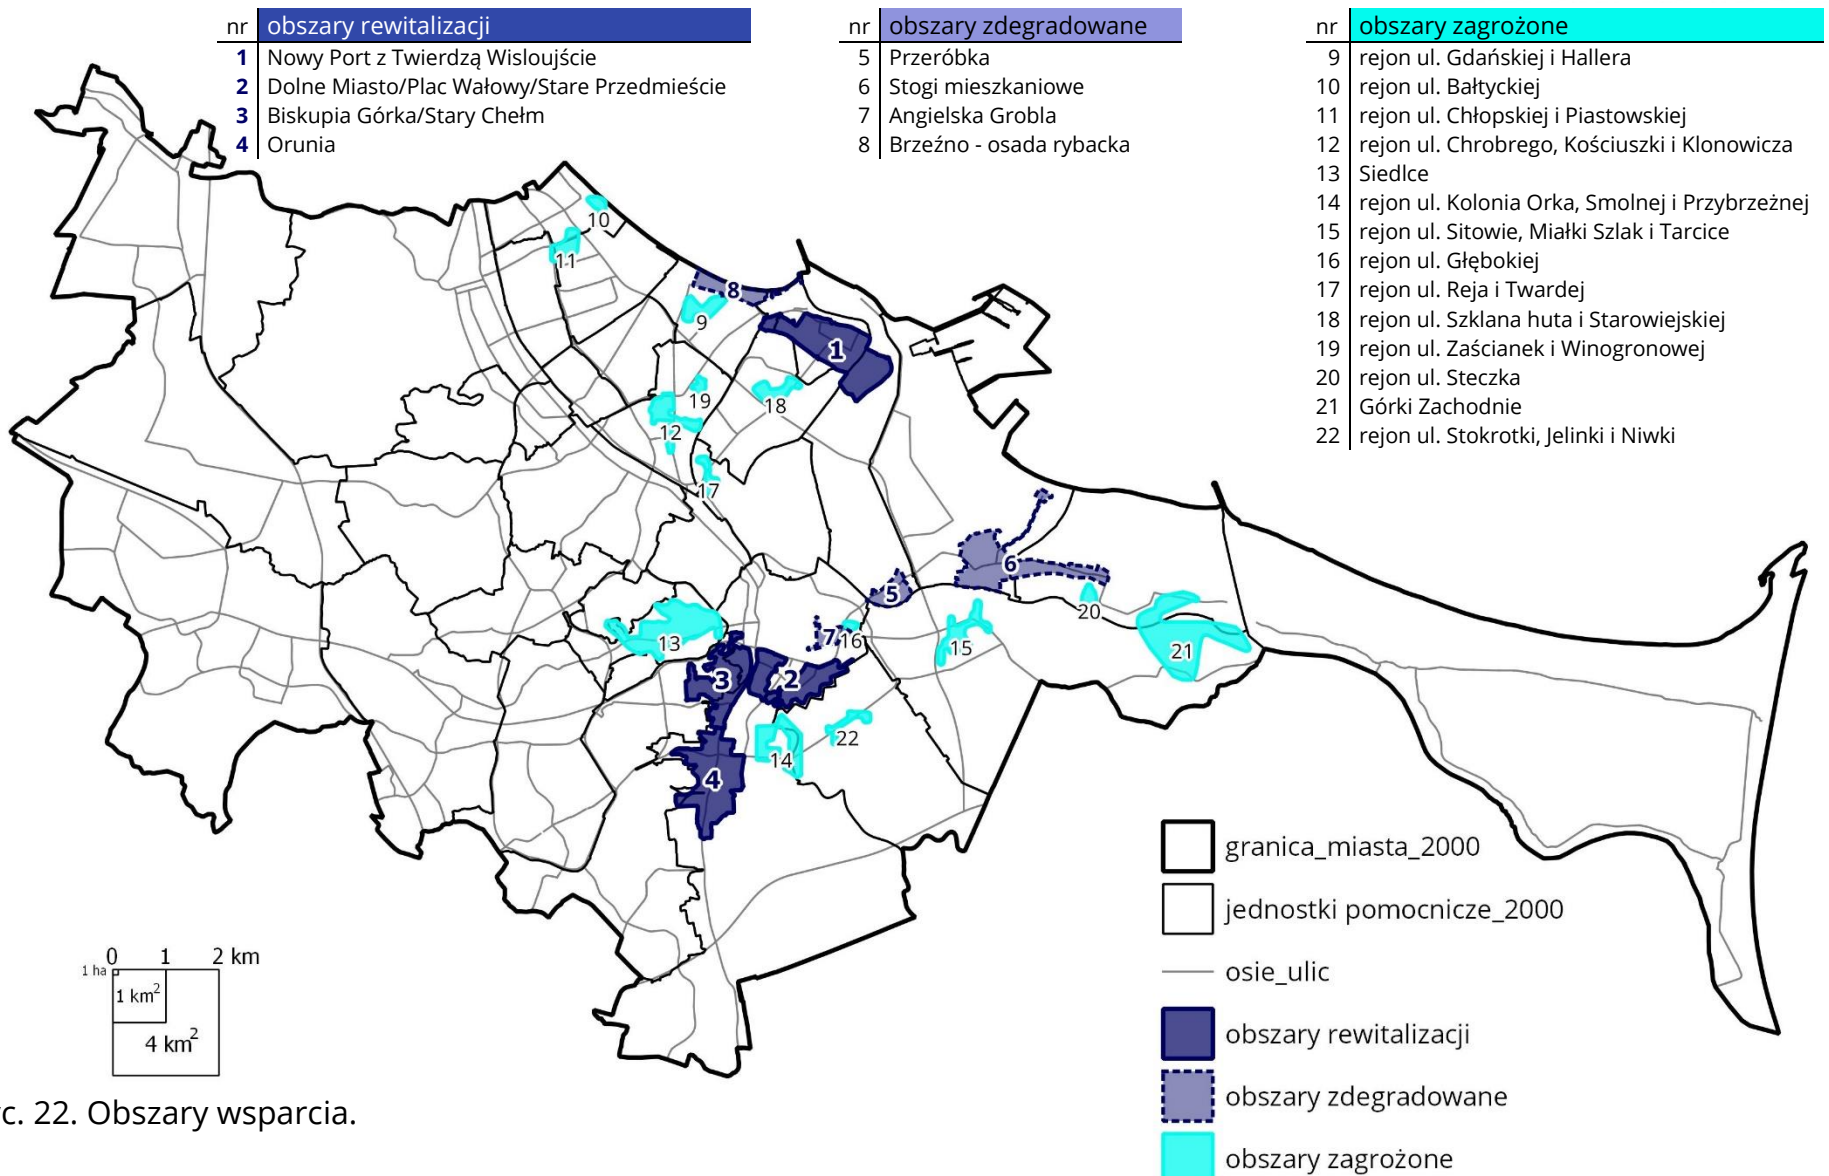 nr obszary rewitalizacji
1 Nowy Port z Twierdzą Wisloujście
2 Dolne Miasto/Plac Wałowy/Stare Przedmieście
3 Biskupia Górka/Stary Chełm
4 Orunia
nr obszary zdegradowane
5 Przeróbka
6 Stogi mieszkaniowe
7 Angielska Grobla
8 Brzeźno - osada rybacka
nr obszary zagrożone
9 rejon ul. Gdańskiej i Hallera
10 rejon ul. Bałtyckiej
11 rejon ul. Chłopskiej i Piastowskiej
12 rejon ul. Chrobrego, Kościuszki i Klonowicza
13 Siedlce
14 rejon ul. Kolonia Orka, Smolnej i Przybrzeżnej
15 rejon ul. Sitowie, Miałki Szlak i Tarcice
16 rejon ul. Głębokiej
17 rejon ul. Reja i Twardej
18 rejon ul. Szklana huta i Starowiejskiej
19 rejon ul. Zaścianek i Winogronowej
20 rejon ul. Steczka
21 Górki Zachodnie
22 rejon ul. Stokrotki, Jelinki i Niwki
10
11
8
9
1
19
18
12
17
6
5
20
7
16
13
15
21
3
2
22
14
4
granica_miasta_2000
jednostki pomocnicze_2000
osie_ulic
obszary rewitalizacji
obszary zdegradowane
obszary zagrożone
0 1 2 km
1 ha
1 km²
4 km²
c. 22. Obszary wsparcia.